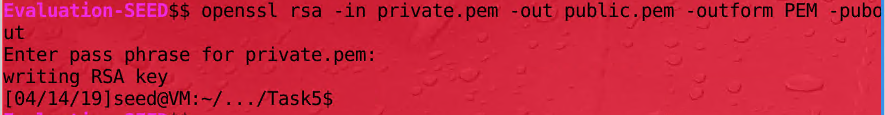 Evaluation-SEED$$ openssl rsa -in private.pem -out public.pem -outform PEM -pubo
ut
Enter pass phrase for private.pem:
writing RSA key
[04/14/19]seed@VM:~/.../Task5$